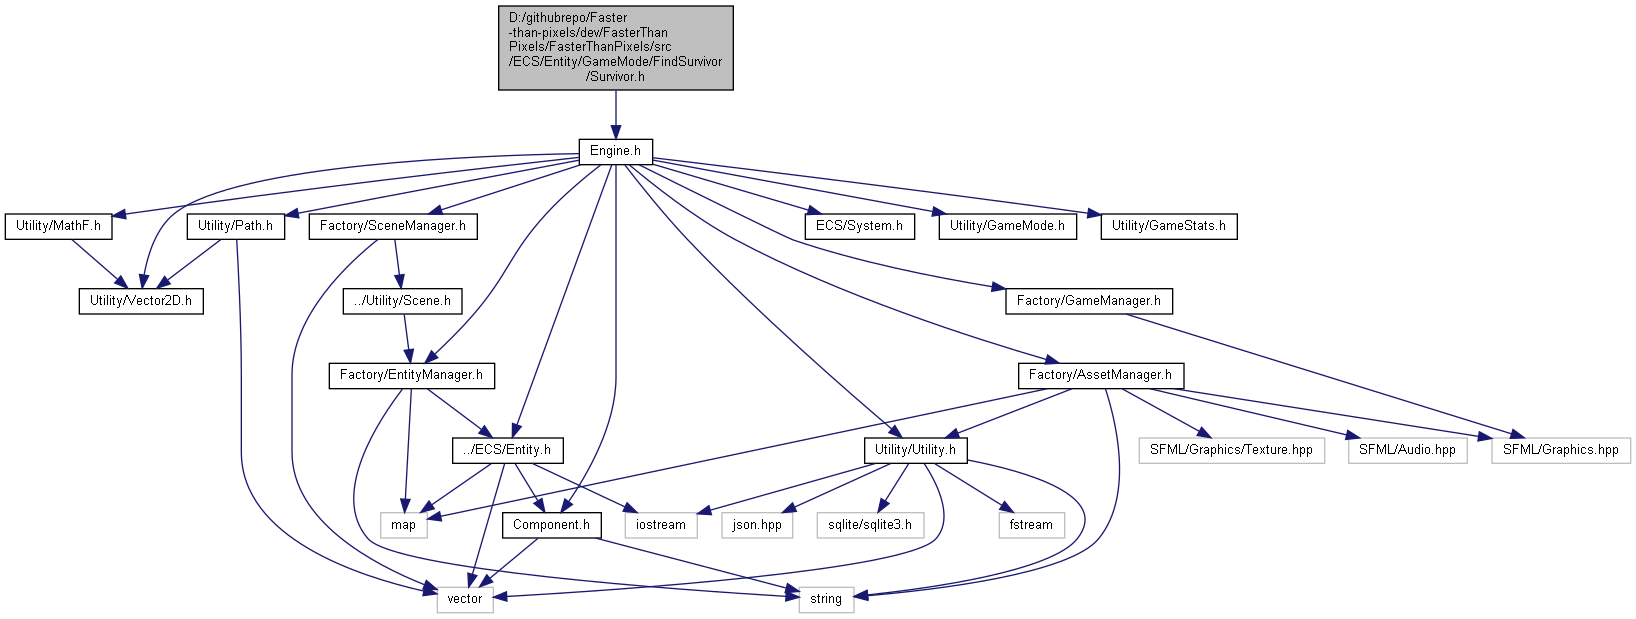 D:/githubrepo/Faster
-than-pixels/dev/FasterThan
Pixels/FasterThanPixels/src
/ECS/Entity/GameMode/FindSurvivor
/Survivor.h
Engine.h
Utility/MathF.h
Utility/Path.h
Factory/SceneManager.h
ECS/System.h
Utility/GameMode.h
Utility/GameStats.h
Utility/Vector2D.h
../Utility/Scene.h
Factory/GameManager.h
Factory/EntityManager.h
Factory/AssetManager.h
../ECS/Entity.h
Utility/Utility.h
SFML/Graphics/Texture.hpp
SFML/Audio.hpp
SFML/Graphics.hpp
map
Component.h
iostream
json.hpp
sqlite/sqlite3.h
fstream
vector
string